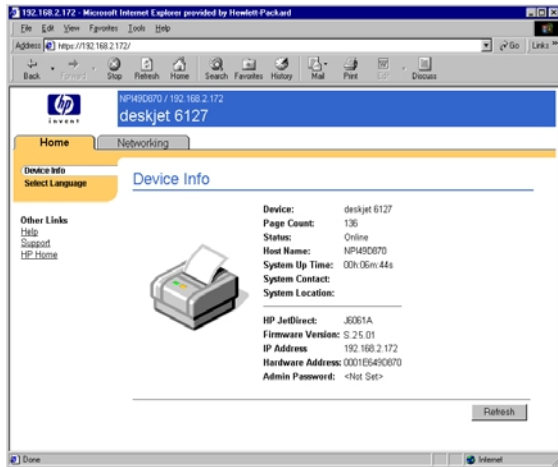 192.168.2.172 - Microsoft Internet Explorer provided by Hewlett-Packard
File Edit View Favorites Tools Help
Address https://192.168.2.172/ Go Links »
Back Forward Stop Refresh Home Search Favorites History Mail Print Edit Discuss
hp
invent
NPI49D870 / 192.168.2.172
deskjet 6127
Home Networking
Device Info
Select Language
Other Links
Help
Support
HP Home
Device Info
Device: deskjet 6127
Page Count: 136
Status: Online
Host Name: NPI49D870
System Up Time: 00h:06m:44s
System Contact:
System Location:
HP JetDirect: J6061A
Firmware Version: S.25.01
IP Address 192.168.2.172
Hardware Address: 0001E649D870
Admin Password: <Not Set>
Refresh
Done Internet